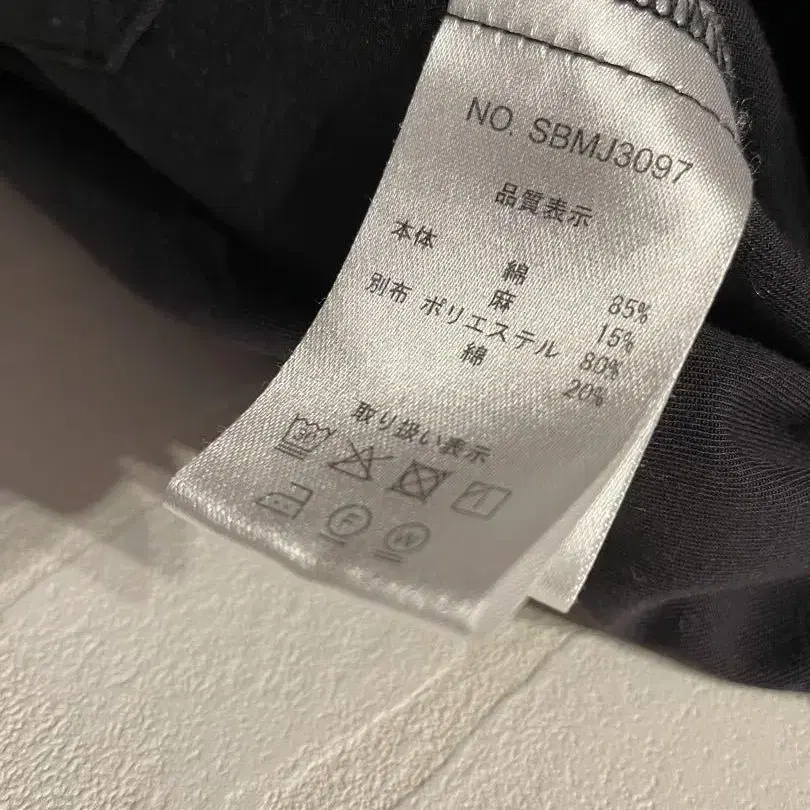 NO. SBMJ3097
品質表示
本体 綿 85%
麻 15%
別布 ポリエステル 80%
綿 20%
取り扱い表示
30
F W